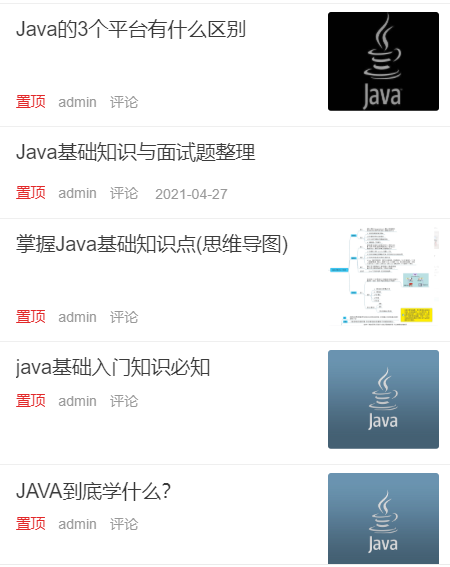 Java的3个平台有什么区别
Java
置顶 admin 评论
Java基础知识与面试题整理
置顶 admin 评论 2021-04-27
掌握Java基础知识点(思维导图)
置顶 admin 评论
java基础入门知识必知
置顶 admin 评论
Java
JAVA到底学什么?
置顶 admin 评论
Java